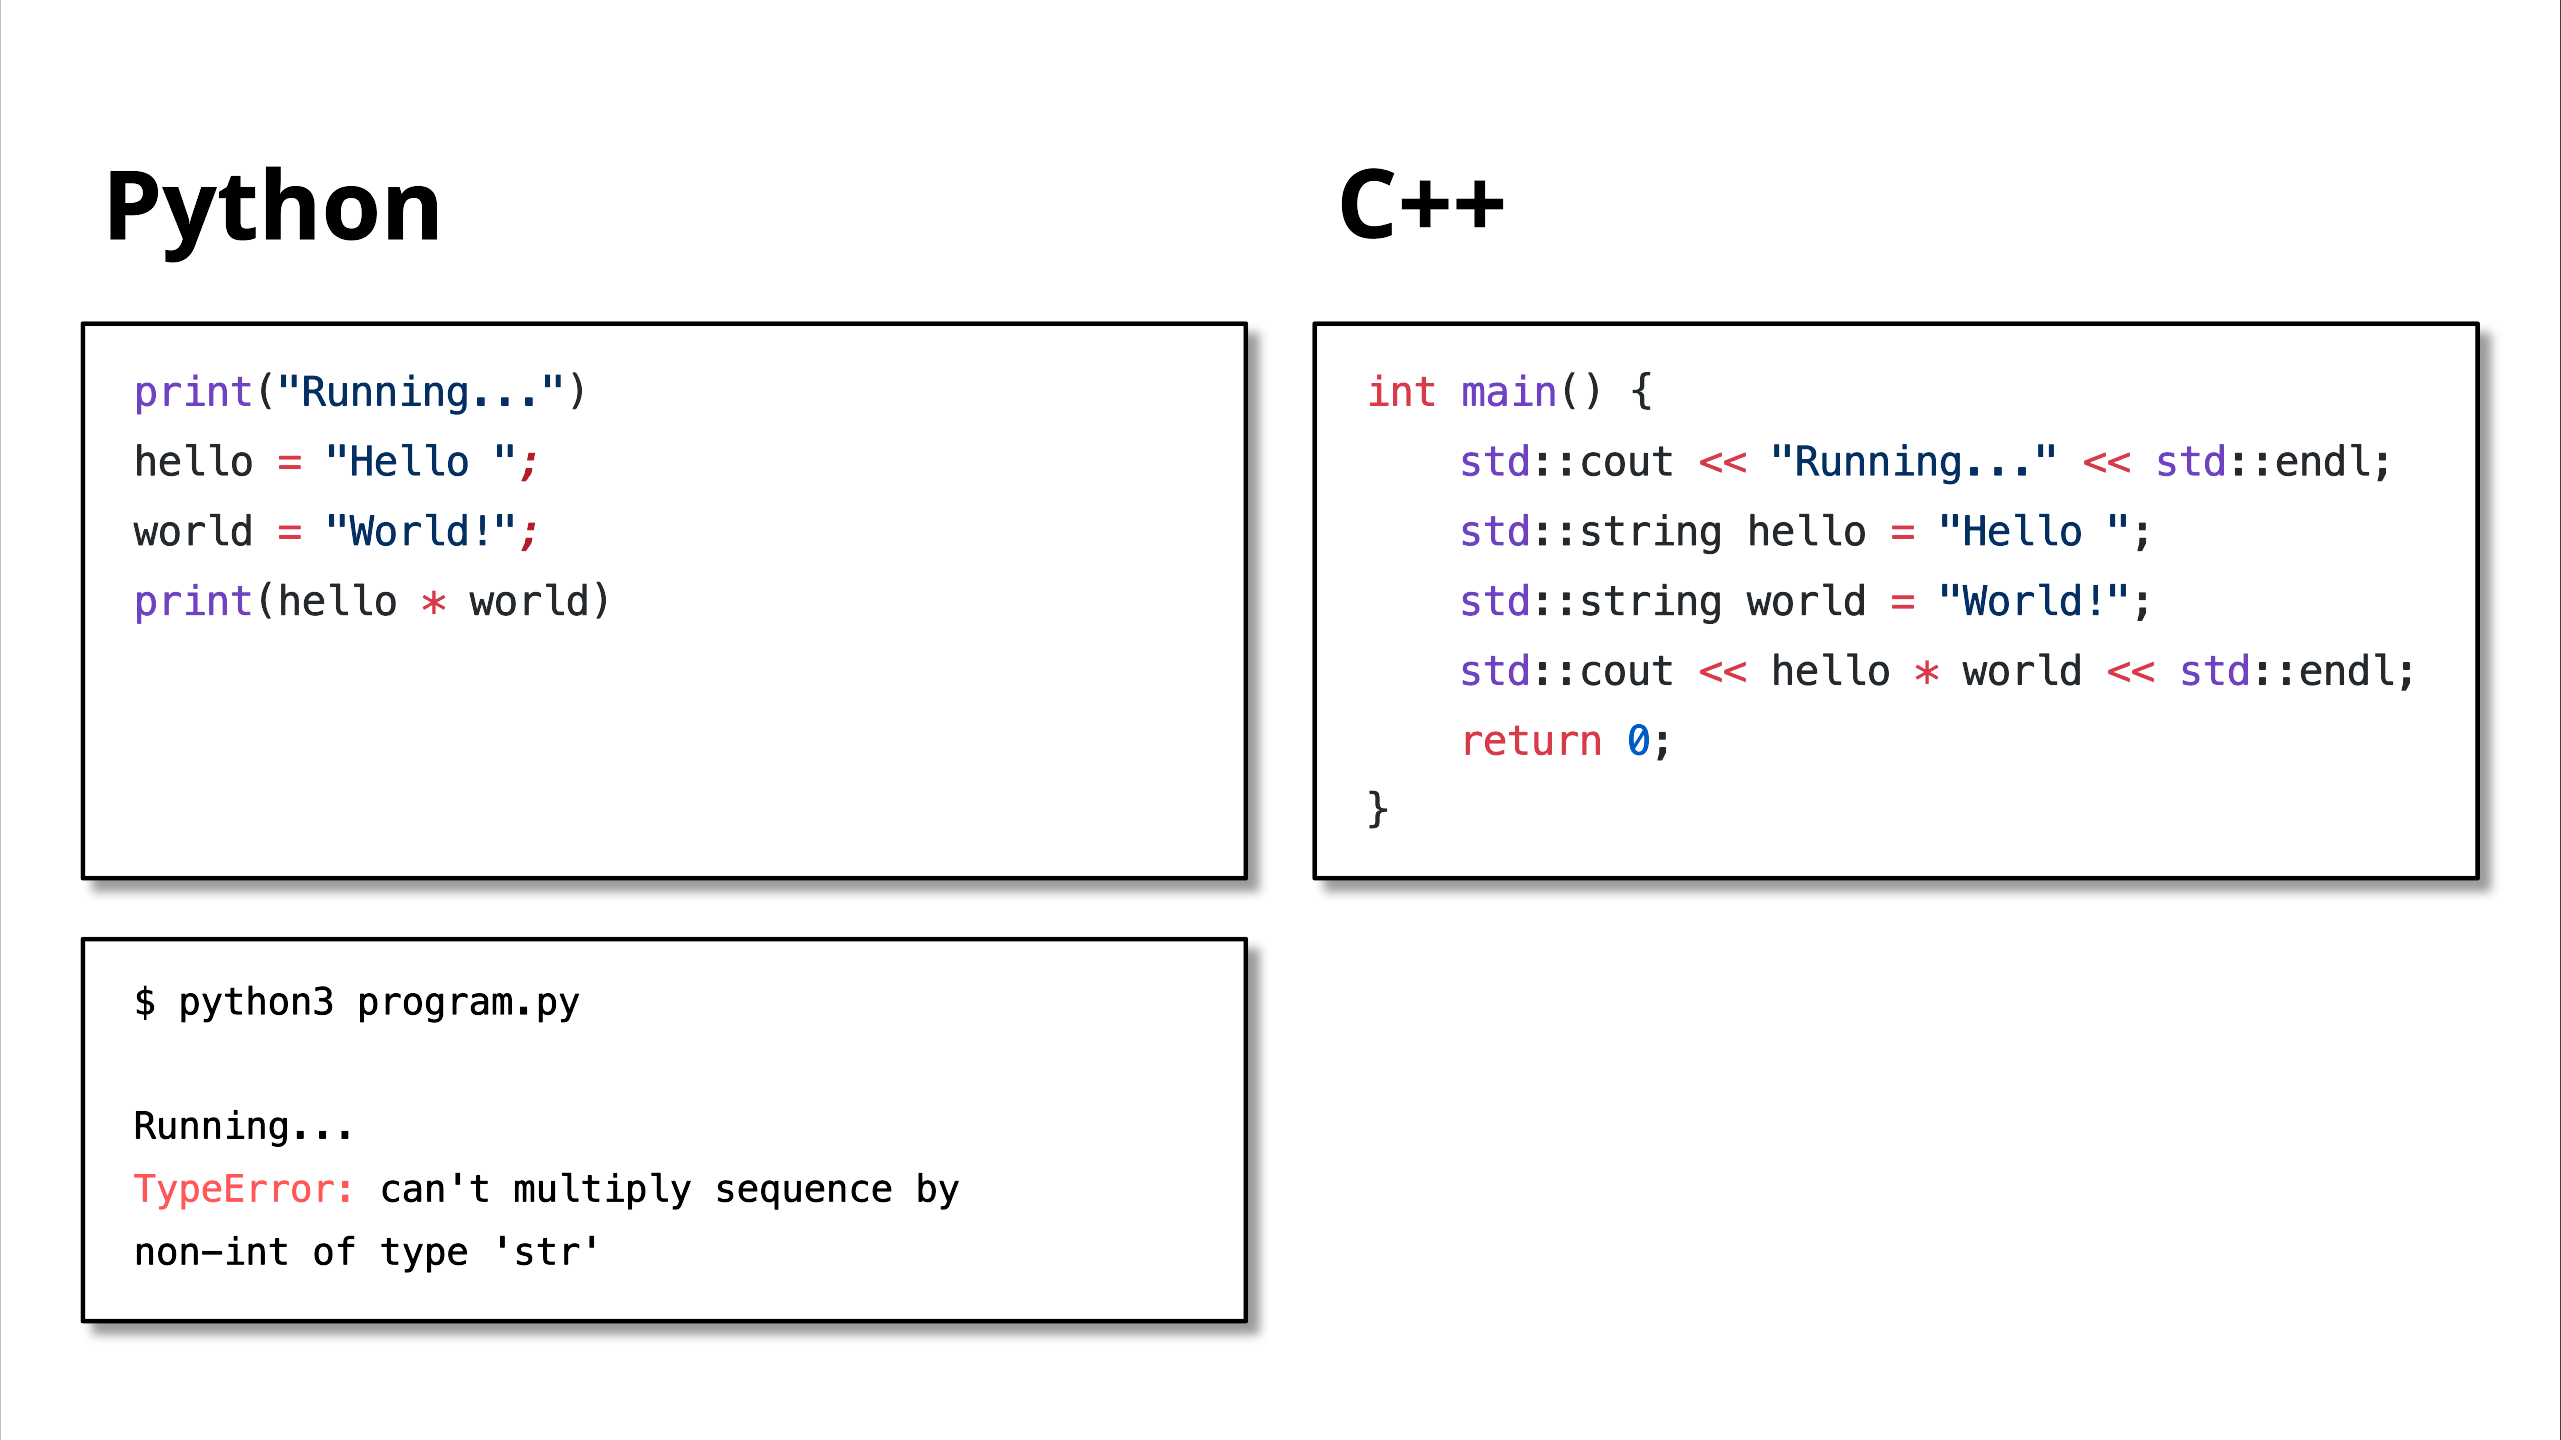 Python
print("Running...")
hello = "Hello ";
world = "World!";
print(hello * world)
$ python3 program.py
Running...
TypeError: can't multiply sequence by
non-int of type 'str'
C++
int main() {
    std::cout << "Running..." << std::endl;
    std::string hello = "Hello ";
    std::string world = "World!";
    std::cout << hello * world << std::endl;
    return 0;
}